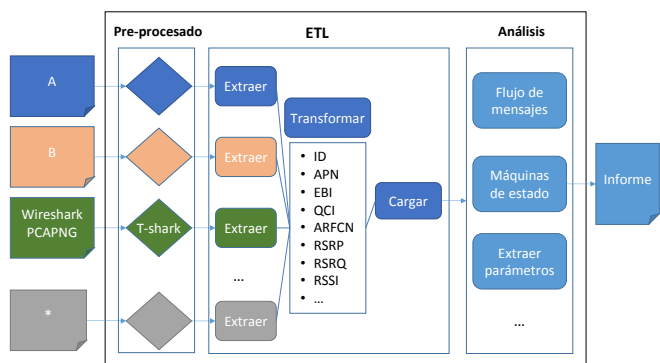 Pre-procesado
ETL
Análisis
A
B
Wireshark
PCAPNG
*
T-shark
Extraer
Extraer
Extraer
...
Extraer
Transformar
• ID
• APN
• EBI
• QCI
• ARFCN
• RSRP
• RSRQ
• RSSI
• ...
Cargar
Flujo de
mensajes
Máquinas
de estado
Extraer
parámetros
...
Informe